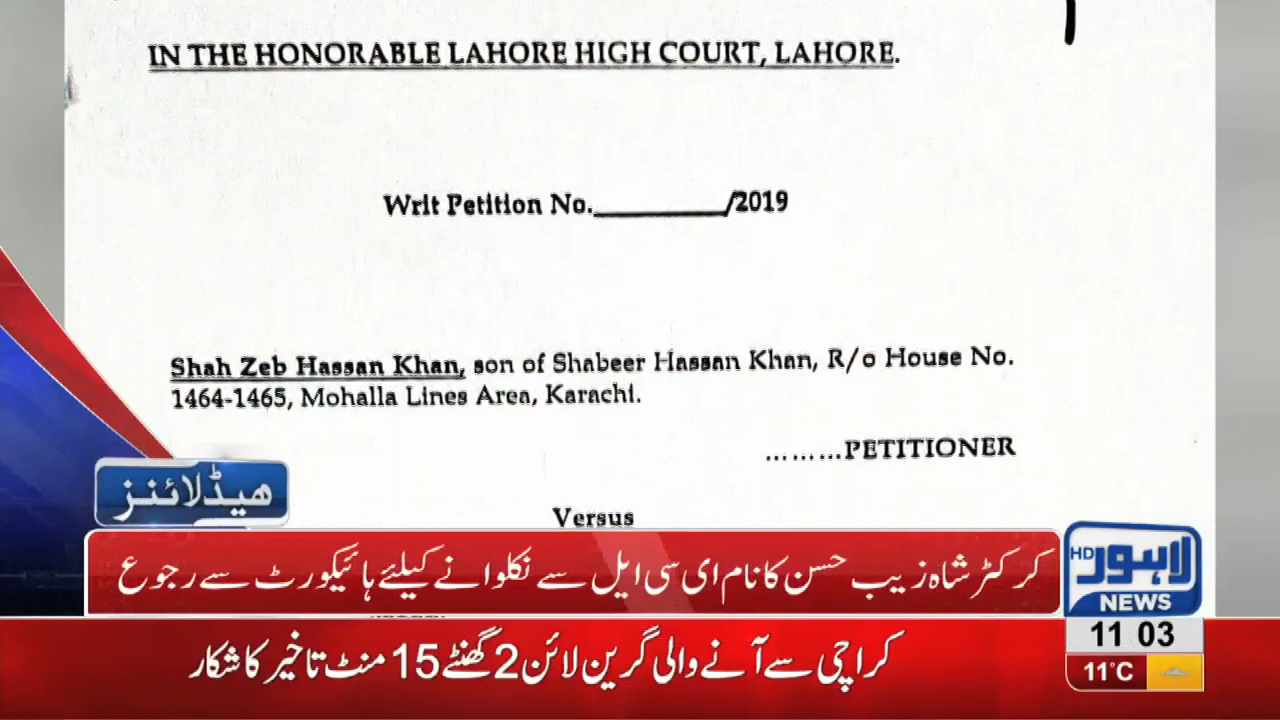 IN THE HONORABLE LAHORE HIGH COURT, LAHORE.
Writ Petition No.__________/2019
Shah Zeb Hassan Khan, son of Shabeer Hassan Khan, R/o House No.
1464-1465, Mohalla Lines Area, Karachi.
………PETITIONER
Versus
ھیڈلائنز
کرکٹر شاہ زیب حسن کا نام ای سی ایل سے نکلوانے کیلئے ہائیکورٹ سے رجوع
HD لاہور
NEWS
11 03
کراچی سے آنے والی گرین لائن 2 گھنٹے 15 منٹ تاخیر کا شکار
11°C